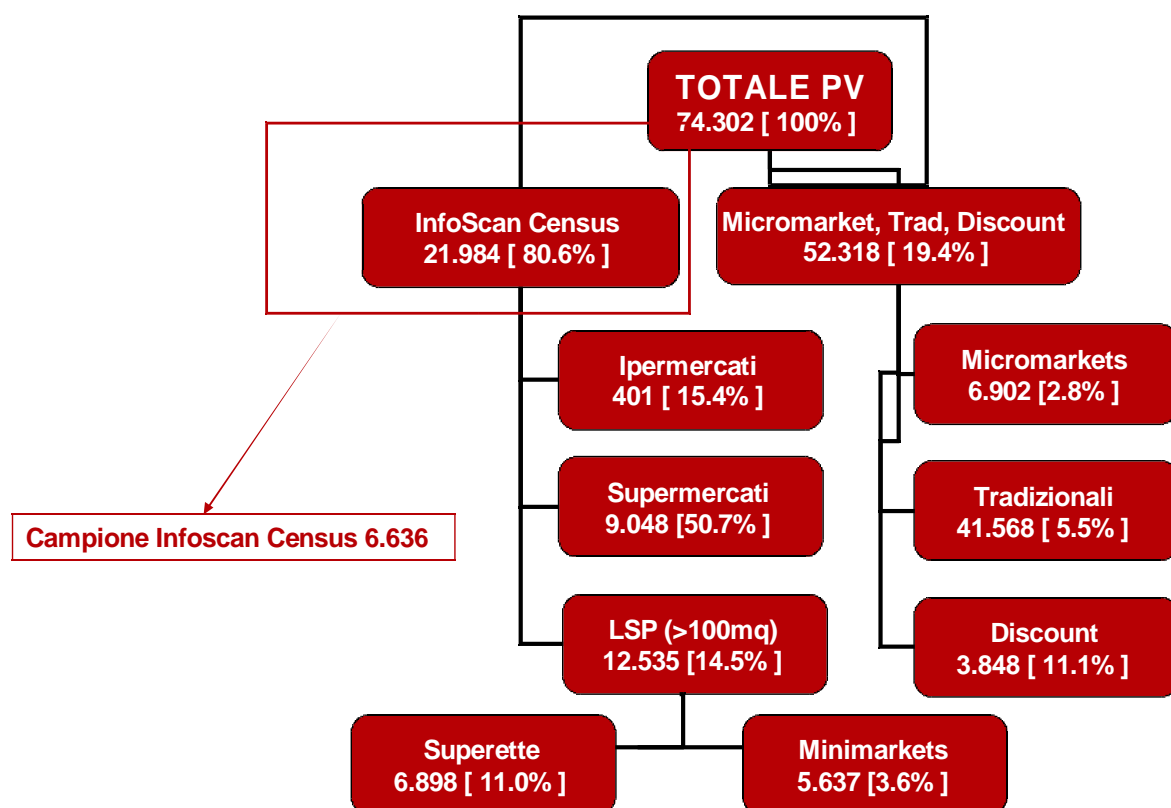 TOTALE PV
74.302 [ 100% ]
InfoScan Census
21.984 [ 80.6% ]
Micromarket, Trad, Discount
52.318 [ 19.4% ]
Ipermercati
401 [ 15.4% ]
Micromarkets
6.902 [2.8% ]
Supermercati
9.048 [50.7% ]
Tradizionali
41.568 [ 5.5% ]
Campione Infoscan Census 6.636
LSP (>100mq)
12.535 [14.5% ]
Discount
3.848 [ 11.1% ]
Superette
6.898 [ 11.0% ]
Minimarkets
5.637 [3.6% ]